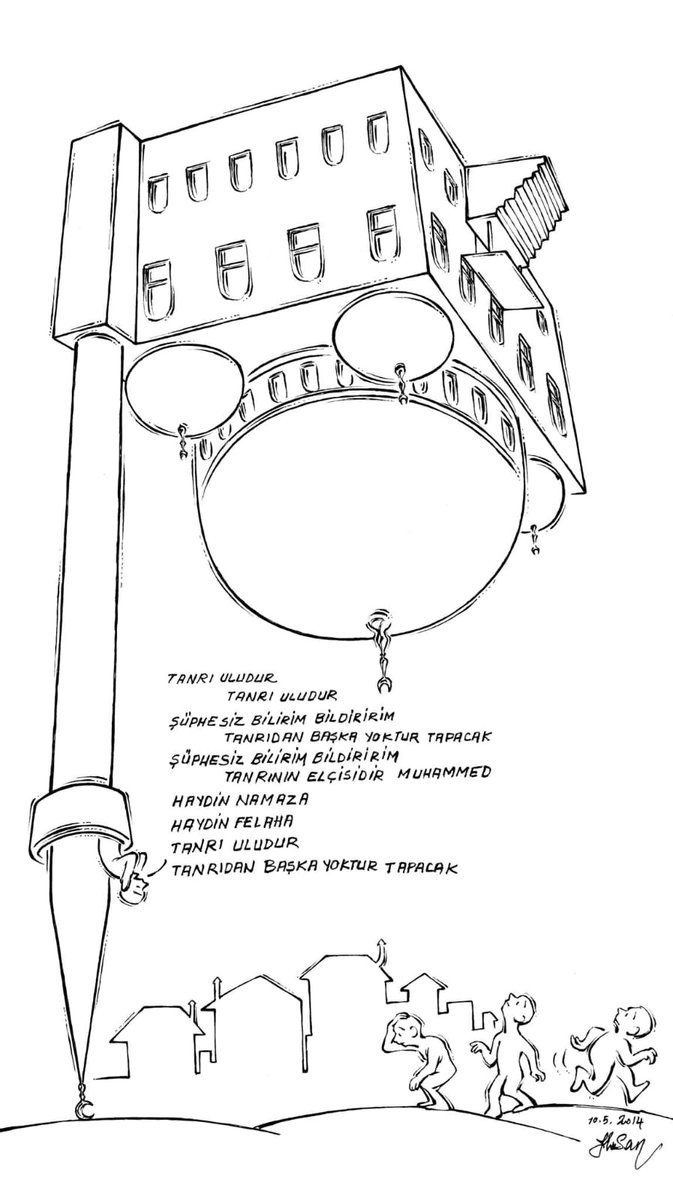 TANRI ULUDUR
TANRI ULUDUR
ŞÜPHESİZ BİLİRİM BİLDİRİRİM
TANRIDAN BAŞKA YOKTUR TAPACAK
ŞÜPHESİZ BİLİRİM BİLDİRİRİM
TANRININ ELÇİSİDİR MUHAMMED
HAYDİN NAMAZA
HAYDİN FELAHA
TANRI ULUDUR
TANRIDAN BAŞKA YOKTUR TAPACAK
10.5.2014